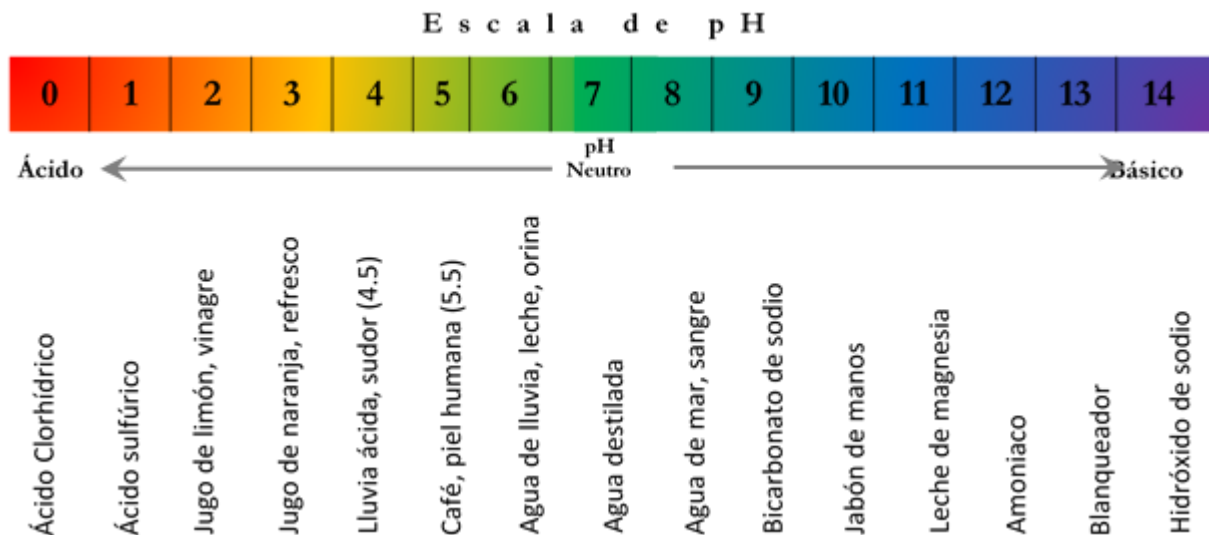 Escala de pH
0 1 2 3 4 5 6 7 8 9 10 11 12 13 14
Ácido
pH
Neutro
Básico
Ácido Clorhídrico
Ácido sulfúrico
Jugo de limón, vinagre
Jugo de naranja, refresco
Lluvia ácida, sudor (4.5)
Café, piel humana (5.5)
Agua de lluvia, leche, orina
Agua destilada
Agua de mar, sangre
Bicarbonato de sodio
Jabón de manos
Leche de magnesia
Amoniaco
Blanqueador
Hidróxido de sodio